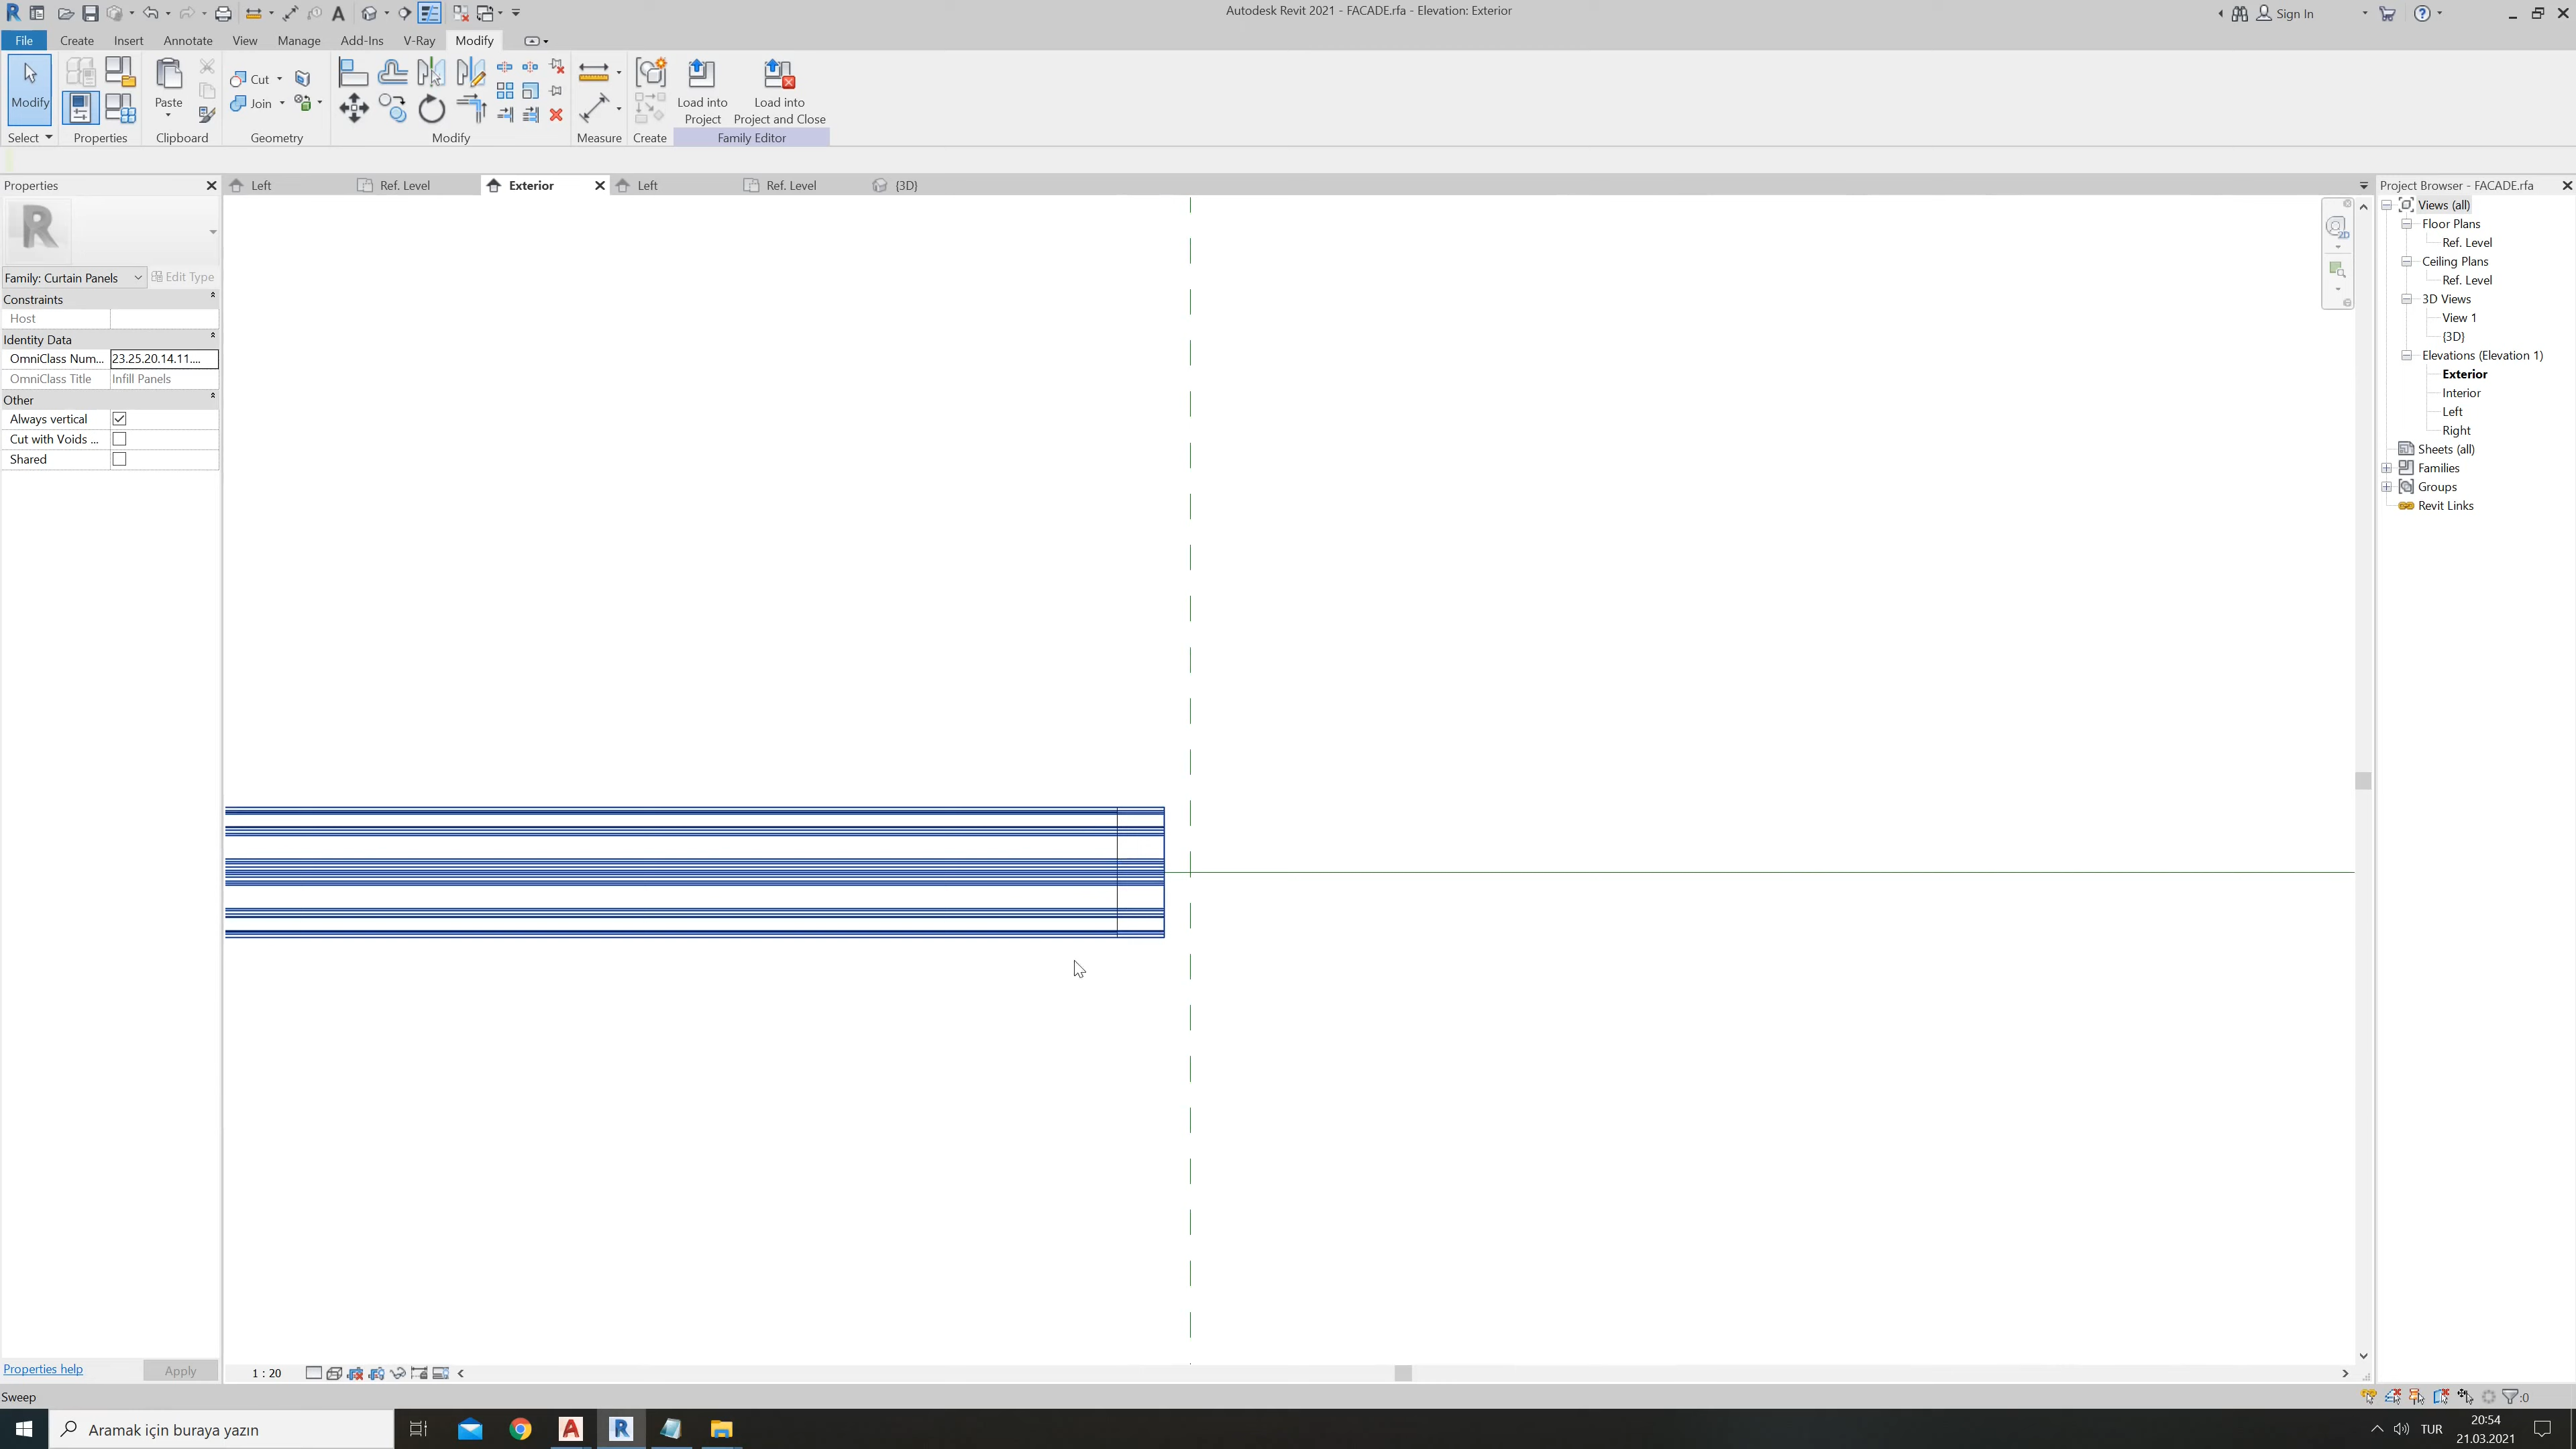 Autodesk Revit 2021 - FACADE.rfa - Elevation: Exterior
Sign In
File Create Insert Annotate View Manage Add-Ins V-Ray Modify
Modify
Paste
Cut
Join
Load into
Project
Load into
Project and Close
Select Properties Clipboard Geometry Modify Measure Create Family Editor
Properties
Left
Ref. Level
Exterior
Left
Ref. Level
{3D}
Project Browser - FACADE.rfa
Family: Curtain Panels
Edit Type
Constraints
Host
Identity Data
OmniClass Num... 23.25.20.14.11....
OmniClass Title Infill Panels
Other
Always vertical
Cut with Voids ...
Shared
Views (all)
Floor Plans
Ref. Level
Ceiling Plans
Ref. Level
3D Views
View 1
{3D}
Elevations (Elevation 1)
Exterior
Interior
Left
Right
Sheets (all)
Families
Groups
Revit Links
2D
Properties help
Apply
1 : 20
Sweep
:0
Aramak için buraya yazın
TUR
20:54
21.03.2021